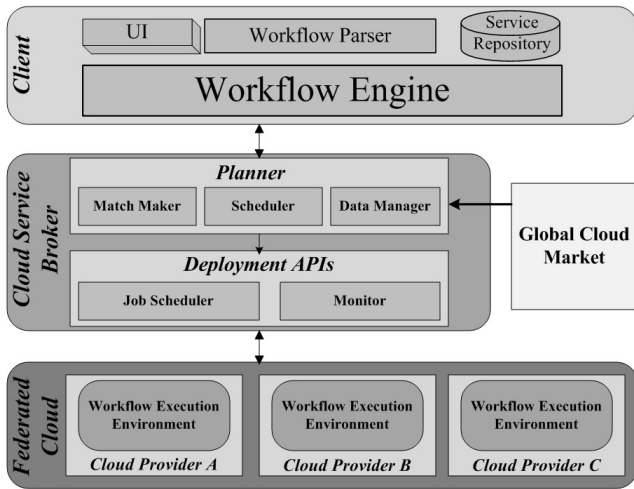 Client
UI
Workflow Parser
Service
Repository
Workflow Engine
Cloud Service
Broker
Planner
Match Maker
Scheduler
Data Manager
Deployment APIs
Job Scheduler
Monitor
Global Cloud
Market
Federated
Cloud
Workflow Execution
Environment
Cloud Provider A
Workflow Execution
Environment
Cloud Provider B
Workflow Execution
Environment
Cloud Provider C